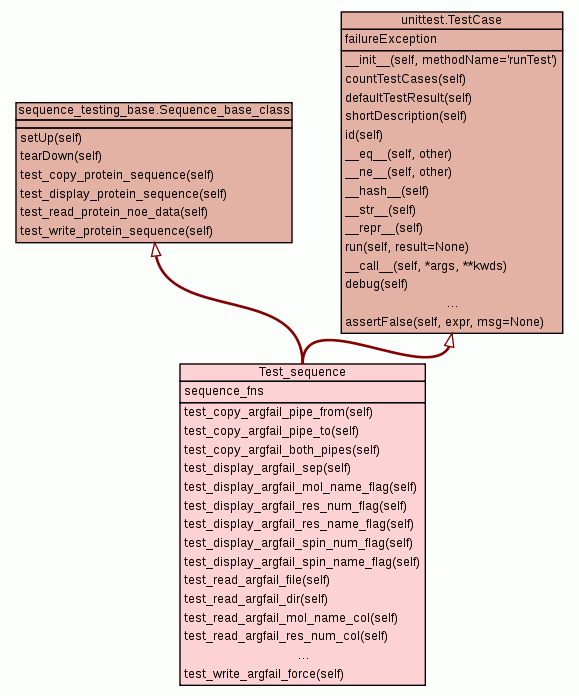 unittest.TestCase
failureException
__init__(self, methodName='runTest')
countTestCases(self)
defaultTestResult(self)
shortDescription(self)
id(self)
__eq__(self, other)
__ne__(self, other)
__hash__(self)
__str__(self)
__repr__(self)
run(self, result=None)
__call__(self, *args, **kwds)
debug(self)
...
assertFalse(self, expr, msg=None)
sequence_testing_base.Sequence_base_class
setUp(self)
tearDown(self)
test_copy_protein_sequence(self)
test_display_protein_sequence(self)
test_read_protein_noe_data(self)
test_write_protein_sequence(self)
Test_sequence
sequence_fns
test_copy_argfail_pipe_from(self)
test_copy_argfail_pipe_to(self)
test_copy_argfail_both_pipes(self)
test_display_argfail_sep(self)
test_display_argfail_mol_name_flag(self)
test_display_argfail_res_num_flag(self)
test_display_argfail_res_name_flag(self)
test_display_argfail_spin_num_flag(self)
test_display_argfail_spin_name_flag(self)
test_read_argfail_file(self)
test_read_argfail_dir(self)
test_read_argfail_mol_name_col(self)
test_read_argfail_res_num_col(self)
...
test_write_argfail_force(self)